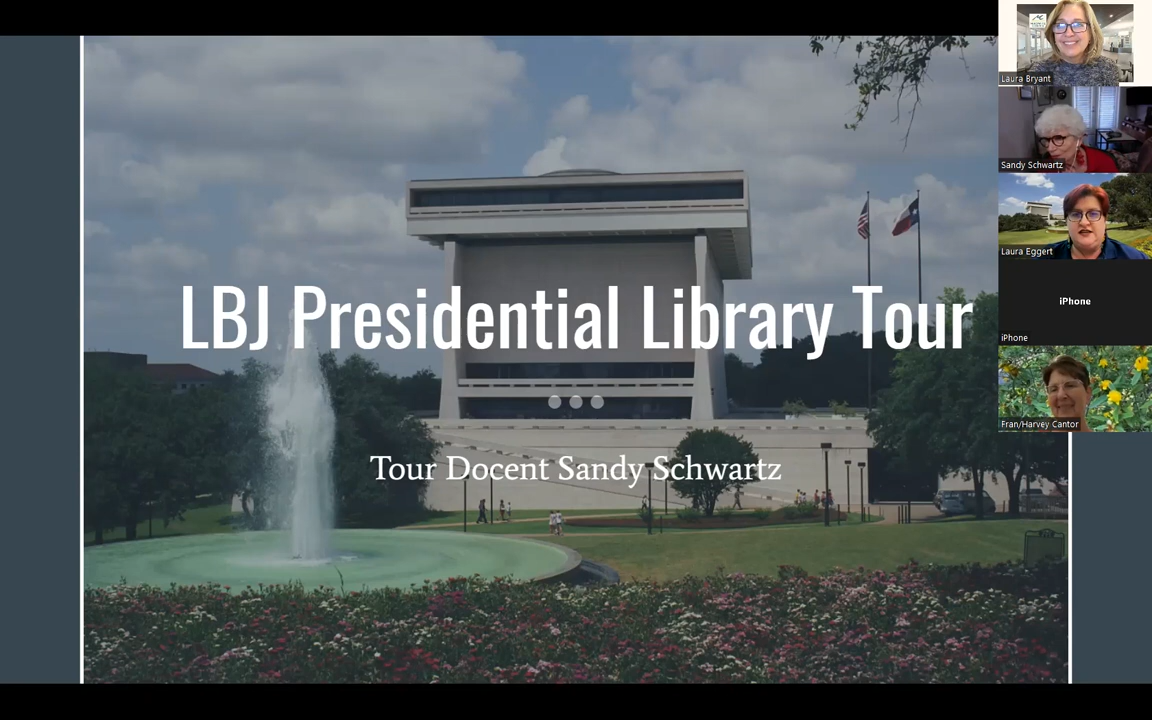 LBJ Presidential Library Tour
Tour Docent Sandy Schwartz
Laura Bryant
Sandy Schwartz
Laura Eggert
iPhone
iPhone
Fran/Harvey Cantor